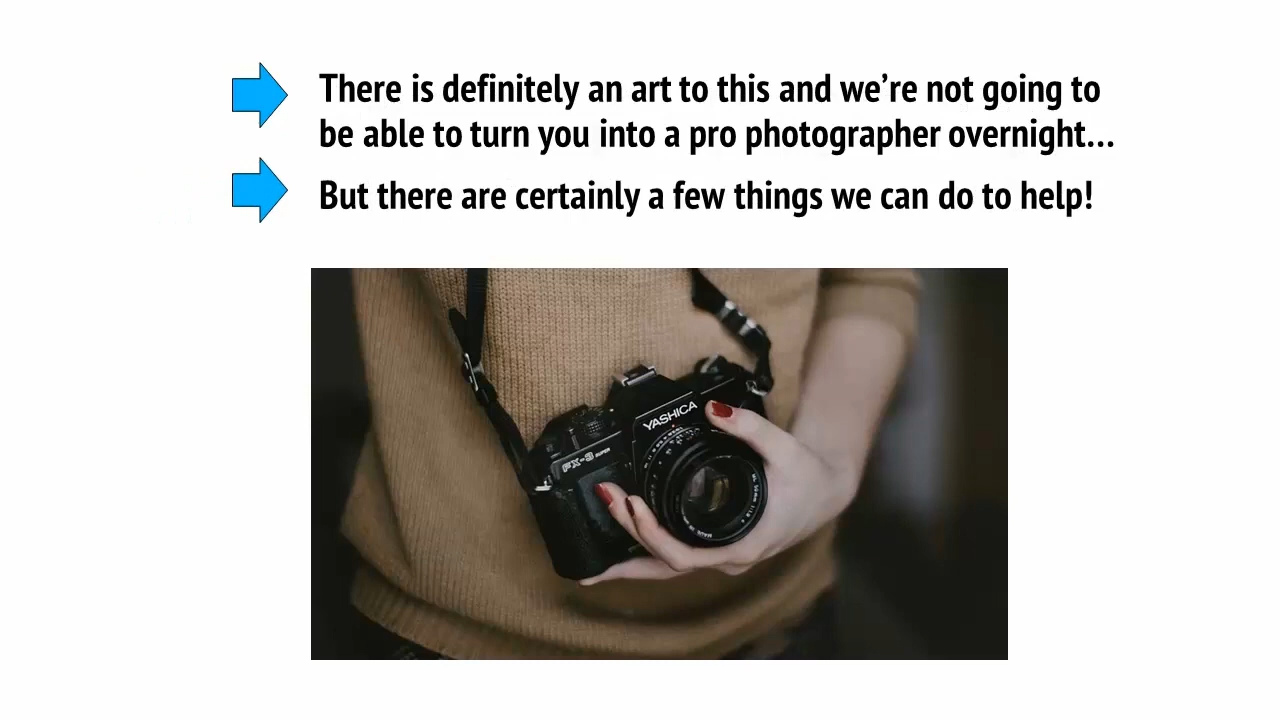 There is definitely an art to this and we’re not going to
be able to turn you into a pro photographer overnight…
But there are certainly a few things we can do to help!
YASHICA
FX-3 SUPER